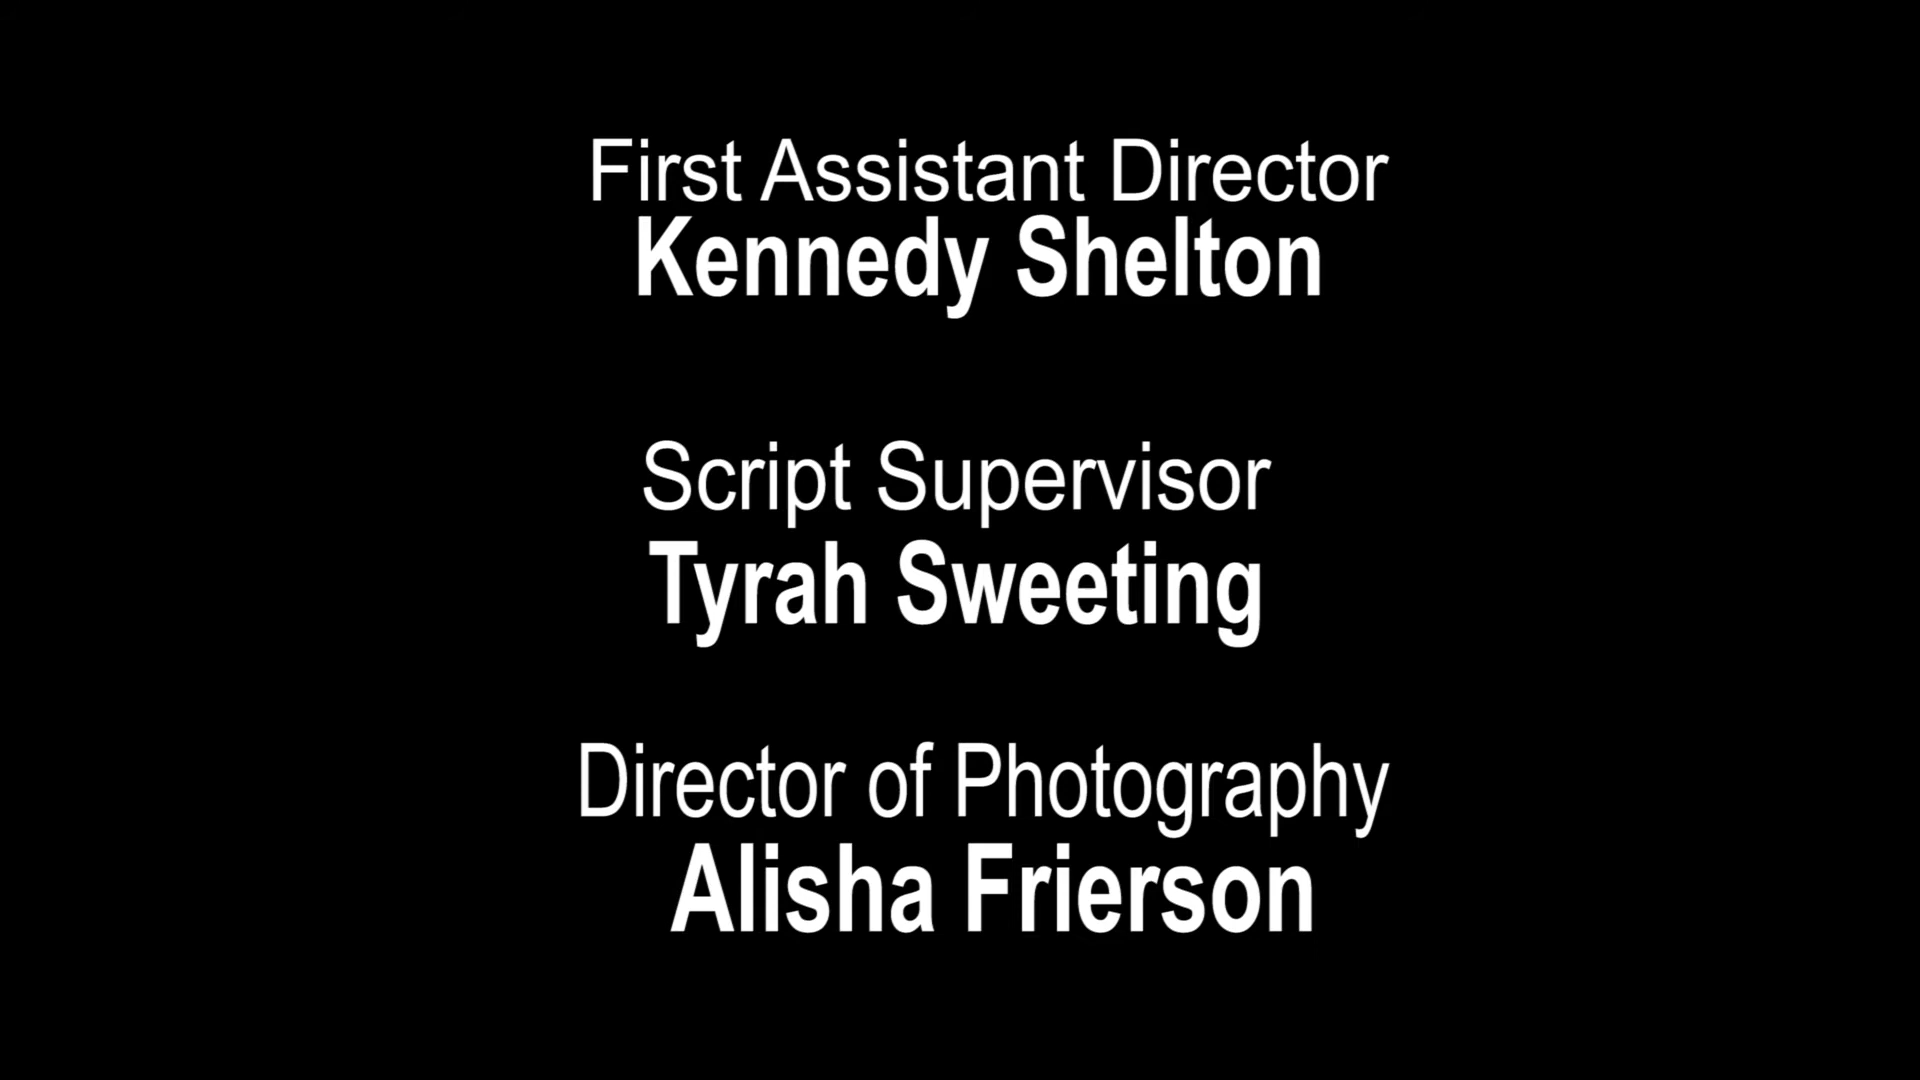 First Assistant Director
Kennedy Shelton
Script Supervisor
Tyrah Sweeting
Director of Photography
Alisha Frierson